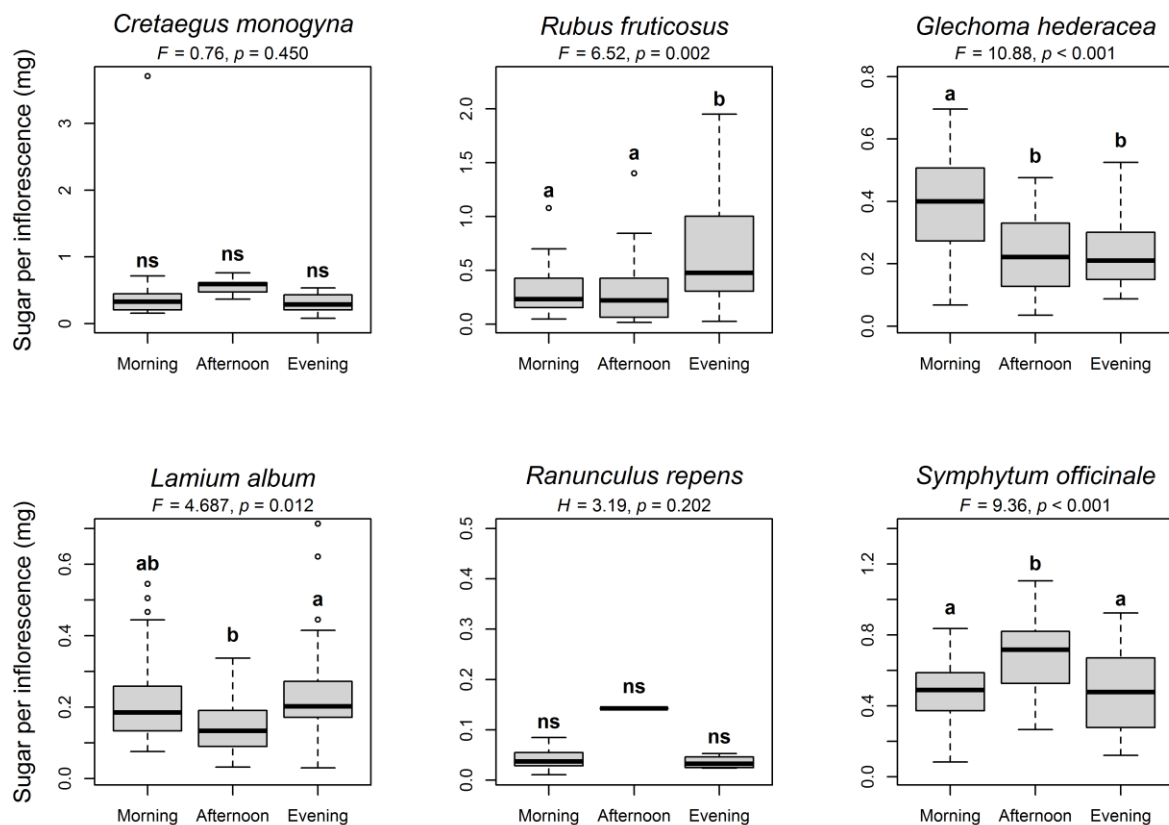 Cretaegus monogyna
F = 0.76, p = 0.450
Sugar per inflorescence (mg)
0
1
2
3
ns
ns
ns
Morning
Afternoon
Evening
Rubus fruticosus
F = 6.52, p = 0.002
0.0
0.5
1.0
1.5
2.0
a
a
b
Morning
Afternoon
Evening
Glechoma hederacea
F = 10.88, p < 0.001
0.0
0.2
0.4
0.6
0.8
a
b
b
Morning
Afternoon
Evening
Lamium album
F = 4.687, p = 0.012
Sugar per inflorescence (mg)
0.0
0.2
0.4
0.6
ab
b
a
Morning
Afternoon
Evening
Ranunculus repens
H = 3.19, p = 0.202
0.0
0.1
0.2
0.3
0.4
0.5
ns
ns
ns
Morning
Afternoon
Evening
Symphytum officinale
F = 9.36, p < 0.001
0.0
0.4
0.8
1.2
a
b
a
Morning
Afternoon
Evening